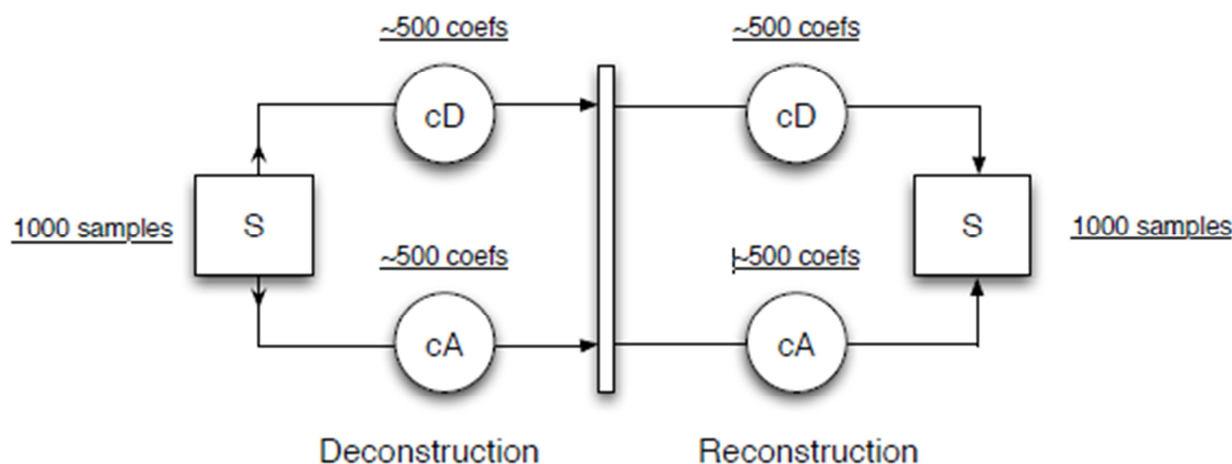 ~500 coefs
~500 coefs
cD
cD
1000 samples
S
S
1000 samples
~500 coefs
~500 coefs
cA
cA
Deconstruction
Reconstruction